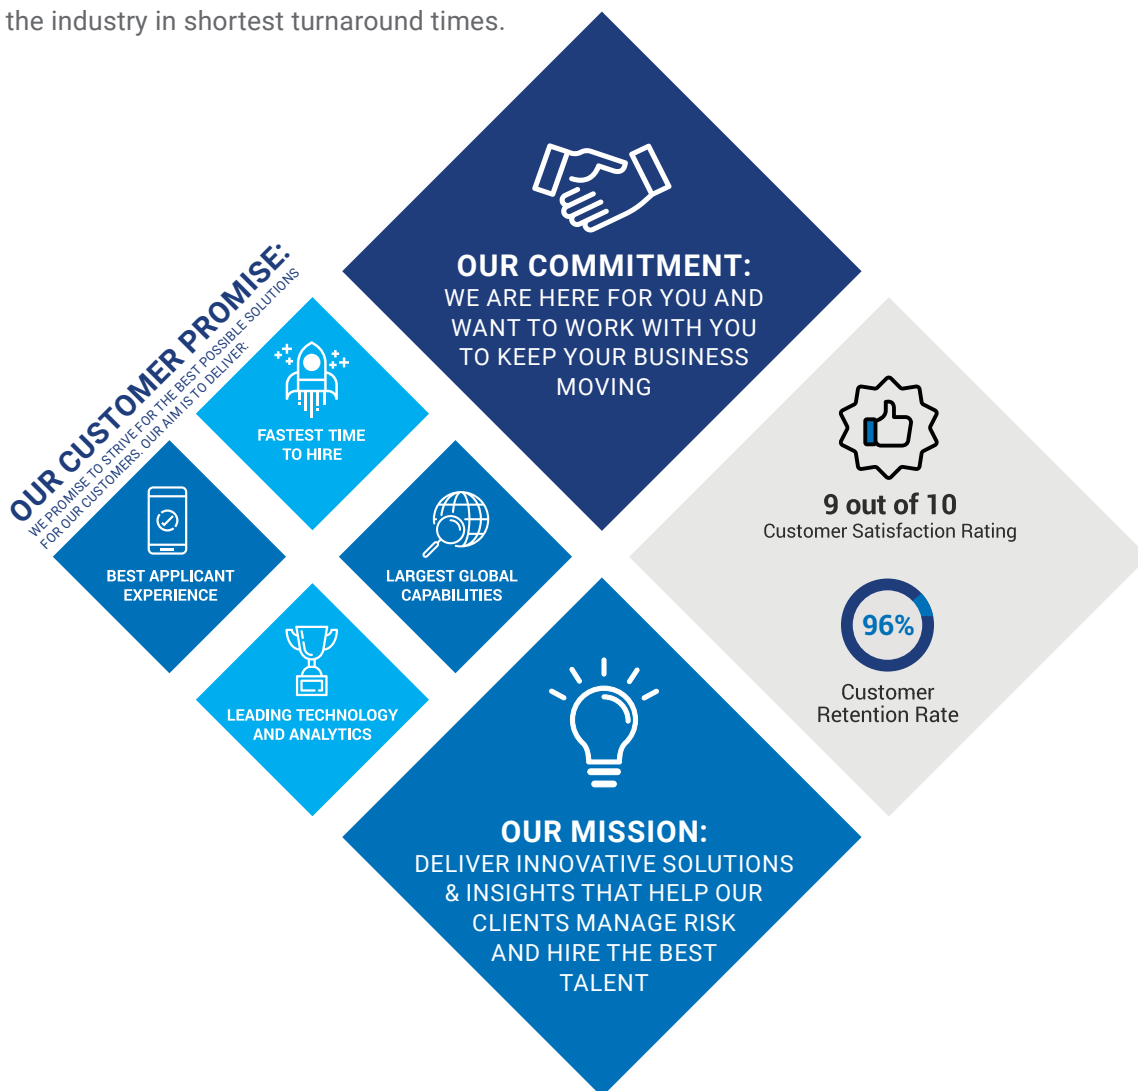 the industry in shortest turnaround times.
OUR COMMITMENT:
WE ARE HERE FOR YOU AND
WANT TO WORK WITH YOU
TO KEEP YOUR BUSINESS
MOVING
OUR CUSTOMER PROMISE:
WE PROMISE TO STRIVE FOR THE BEST POSSIBLE SOLUTIONS
FOR OUR CUSTOMERS. OUR AIM IS TO DELIVER:
FASTEST TIME
TO HIRE
BEST APPLICANT
EXPERIENCE
LARGEST GLOBAL
CAPABILITIES
LEADING TECHNOLOGY
AND ANALYTICS
9 out of 10
Customer Satisfaction Rating
96%
Customer
Retention Rate
OUR MISSION:
DELIVER INNOVATIVE SOLUTIONS
& INSIGHTS THAT HELP OUR
CLIENTS MANAGE RISK
AND HIRE THE BEST
TALENT